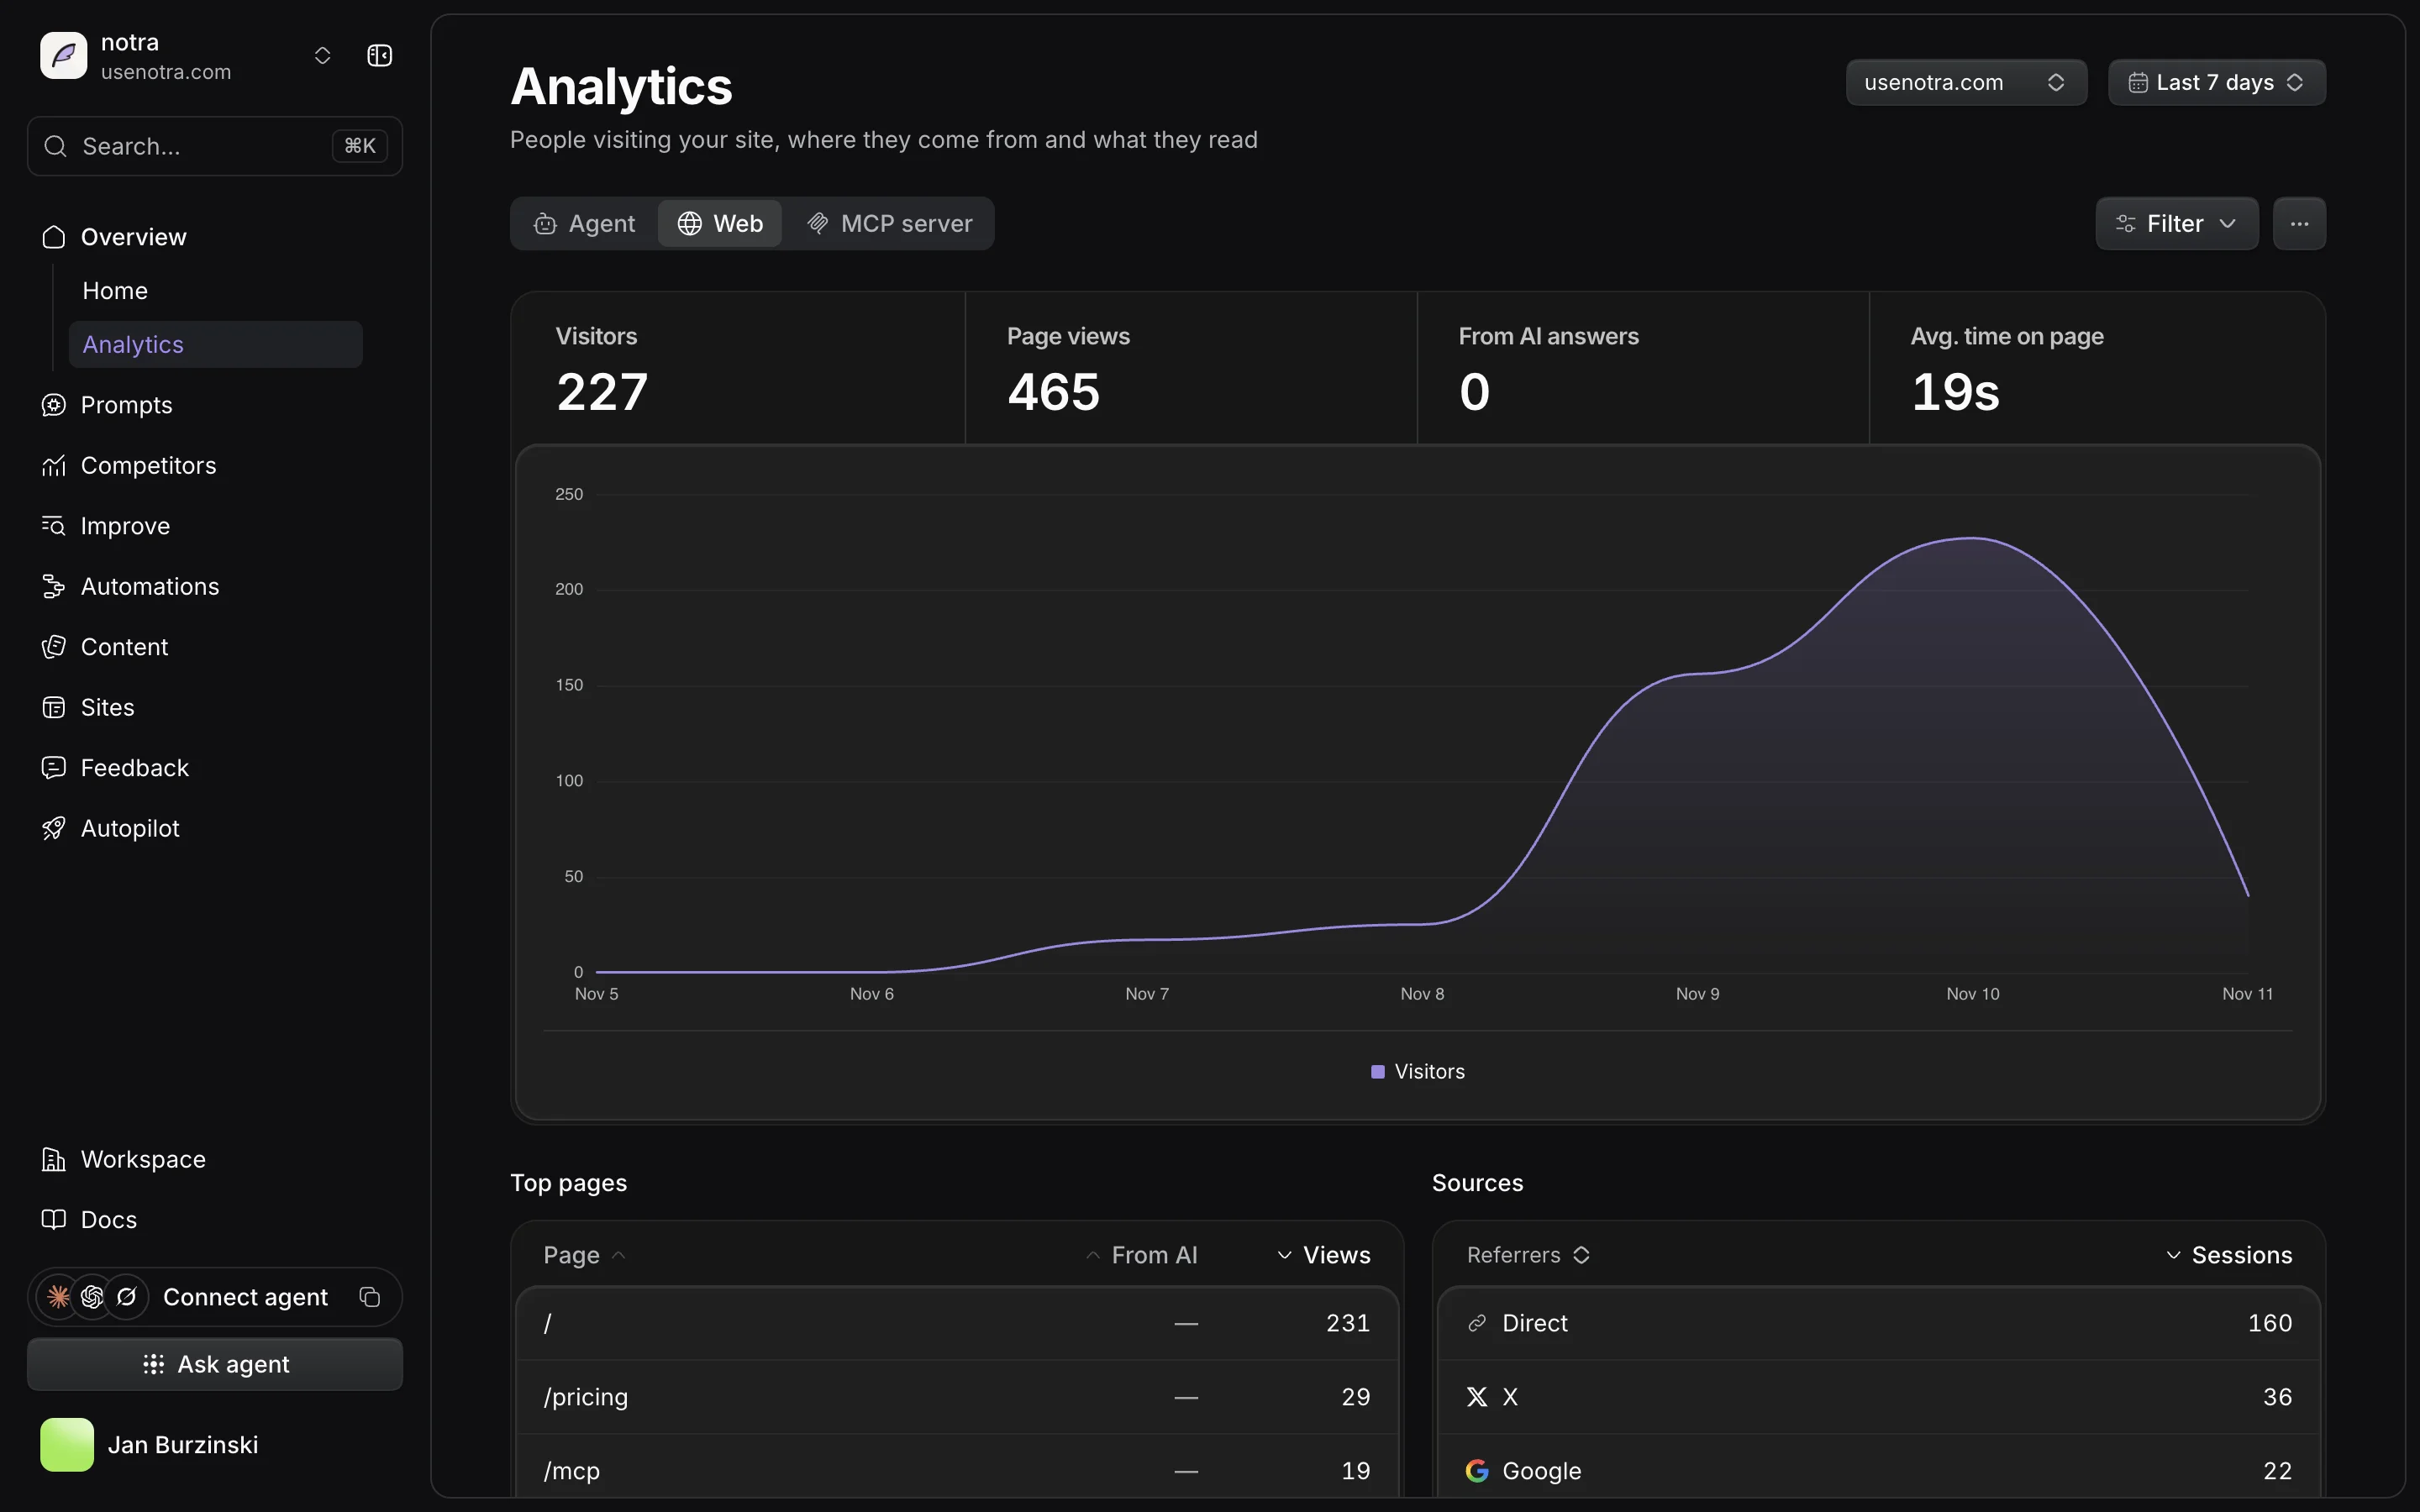 notra
usenotra.com
Search...
⌘K
Overview
Home
Analytics
Prompts
Competitors
Improve
Automations
Content
Sites
Feedback
Autopilot
Workspace
Docs
Connect agent
Ask agent
Jan Burzinski
Analytics
People visiting your site, where they come from and what they read
usenotra.com
Last 7 days
Agent
Web
MCP server
Filter
Visitors
227
Page views
465
From AI answers
0
Avg. time on page
19s
250
200
150
100
50
0
Nov 5
Nov 6
Nov 7
Nov 8
Nov 9
Nov 10
Nov 11
Visitors
Top pages
Page From AI Views
/ — 231
/pricing — 29
/mcp — 19
Sources
Referrers Sessions
Direct 160
X 36
Google 22